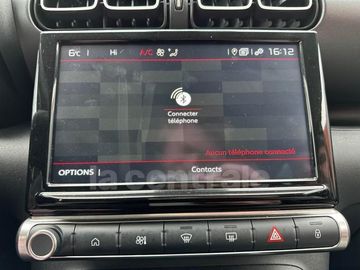 6°C
Hi
A/C
16:12
Connecter
téléphone
Aucun téléphone connecté
OPTIONS
Contacts
la centrale